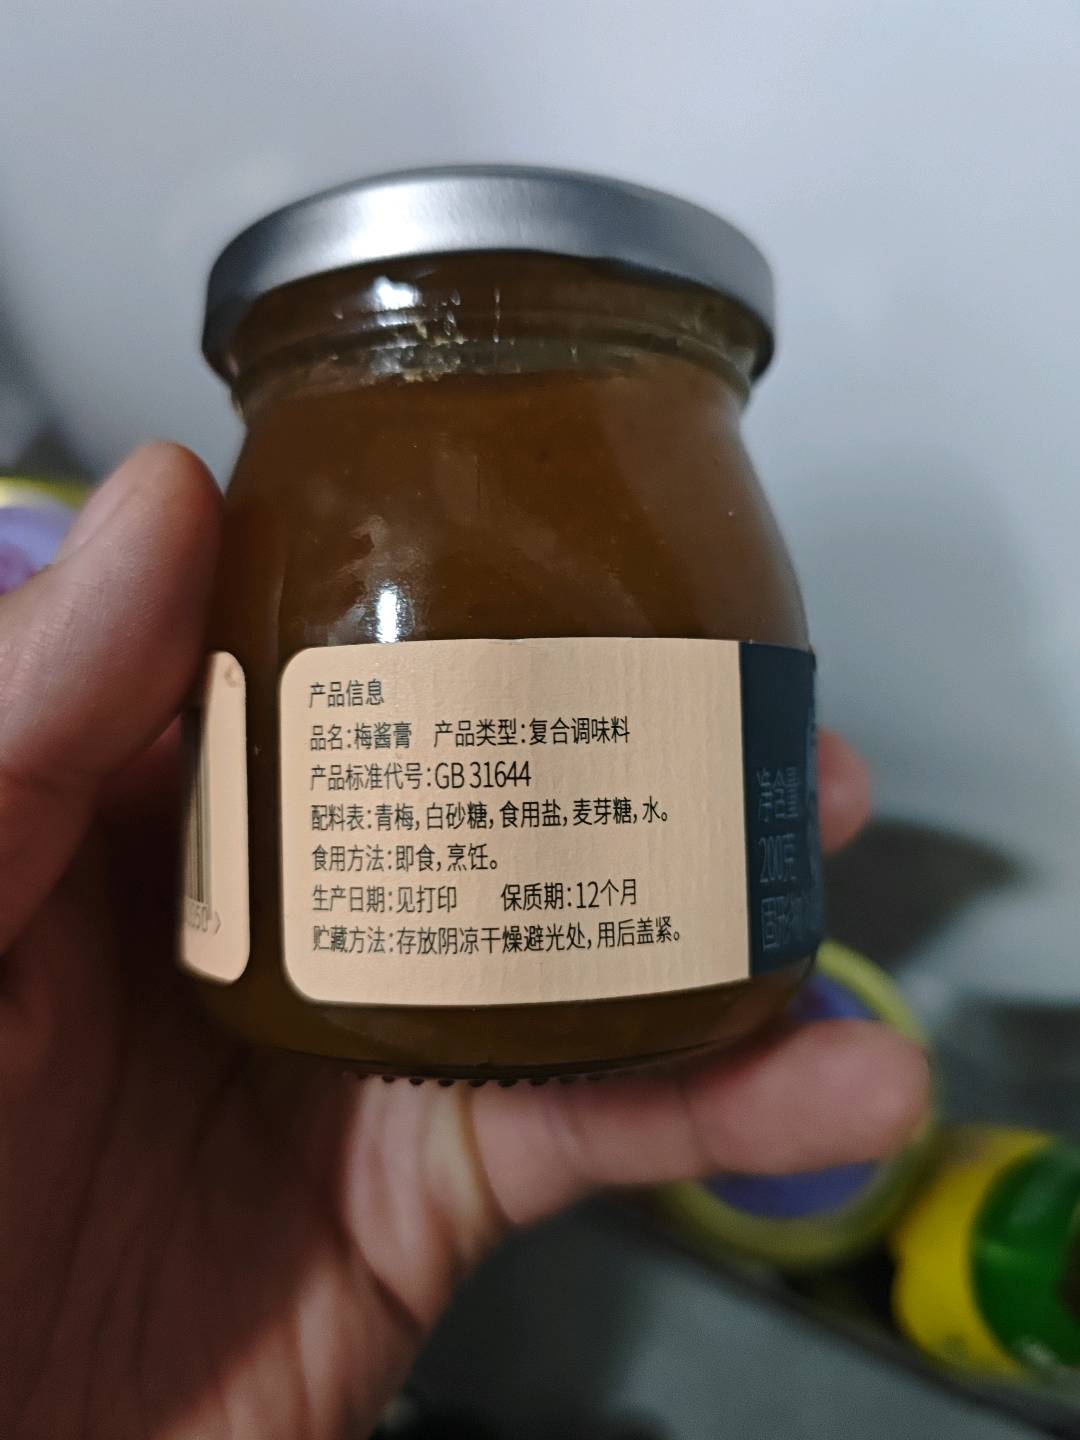 产品信息
品名:梅酱膏 产品类型:复合调味料
产品标准代号:GB 31644
配料表:青梅,白砂糖,食用盐,麦芽糖,水。
食用方法:即食,烹饪。
生产日期:见打印 保质期:12个月
贮藏方法:存放阴凉干燥避光处,用后盖紧。
净含量
200克